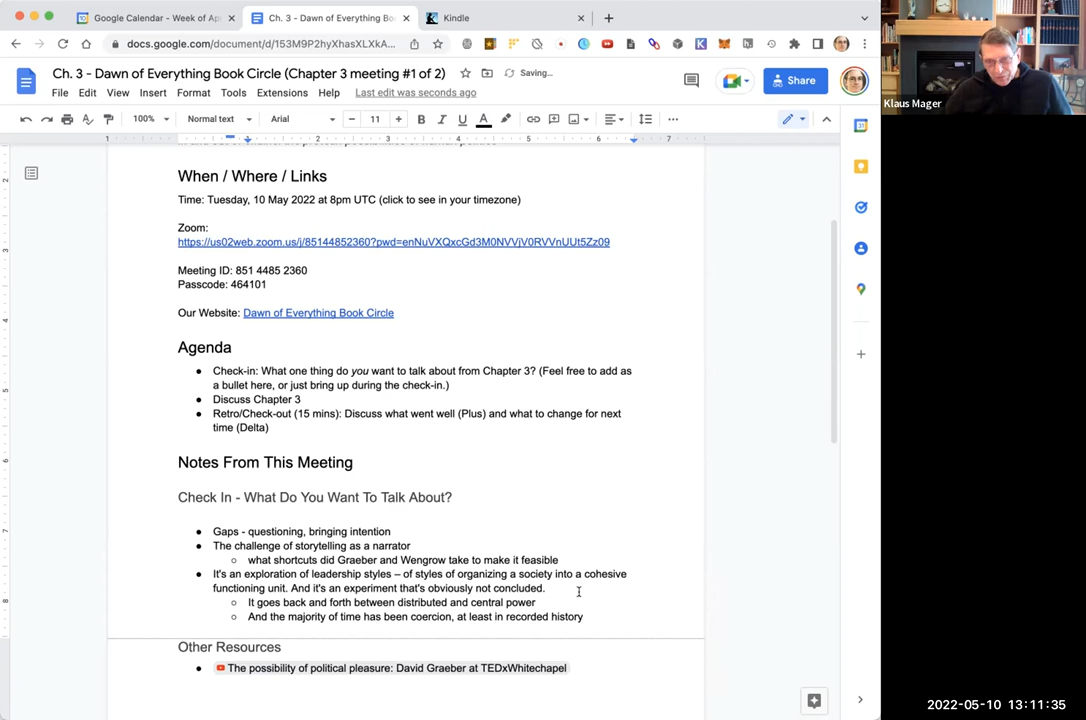 Google Calendar - Week of Ap
Ch. 3 - Dawn of Everything Bo
Kindle
docs.google.com/document/d/153M9P2hyXhasXLXkA...
Ch. 3 - Dawn of Everything Book Circle (Chapter 3 meeting #1 of 2)
Saving...
Share
Klaus Mager
File Edit View Insert Format Tools Extensions Help Last edit was seconds ago
100% Normal text Arial 11
1 1 2 3 4 5 6 7
When / Where / Links
Time: Tuesday, 10 May 2022 at 8pm UTC (click to see in your timezone)
Zoom:
https://us02web.zoom.us/j/85144852360?pwd=enNuVXQxcGd3M0NVVjV0RVVnUUt5Zz09
Meeting ID: 851 4485 2360
Passcode: 464101
Our Website: Dawn of Everything Book Circle
Agenda
Check-in: What one thing do you want to talk about from Chapter 3? (Feel free to add as
a bullet here, or just bring up during the check-in.)
Discuss Chapter 3
Retro/Check-out (15 mins): Discuss what went well (Plus) and what to change for next
time (Delta)
Notes From This Meeting
Check In - What Do You Want To Talk About?
Gaps - questioning, bringing intention
The challenge of storytelling as a narrator
what shortcuts did Graeber and Wengrow take to make it feasible
It's an exploration of leadership styles – of styles of organizing a society into a cohesive
functioning unit. And it's an experiment that's obviously not concluded.
It goes back and forth between distributed and central power
And the majority of time has been coercion, at least in recorded history
Other Resources
The possibility of political pleasure: David Graeber at TEDxWhitechapel
2022-05-10 13:11:35